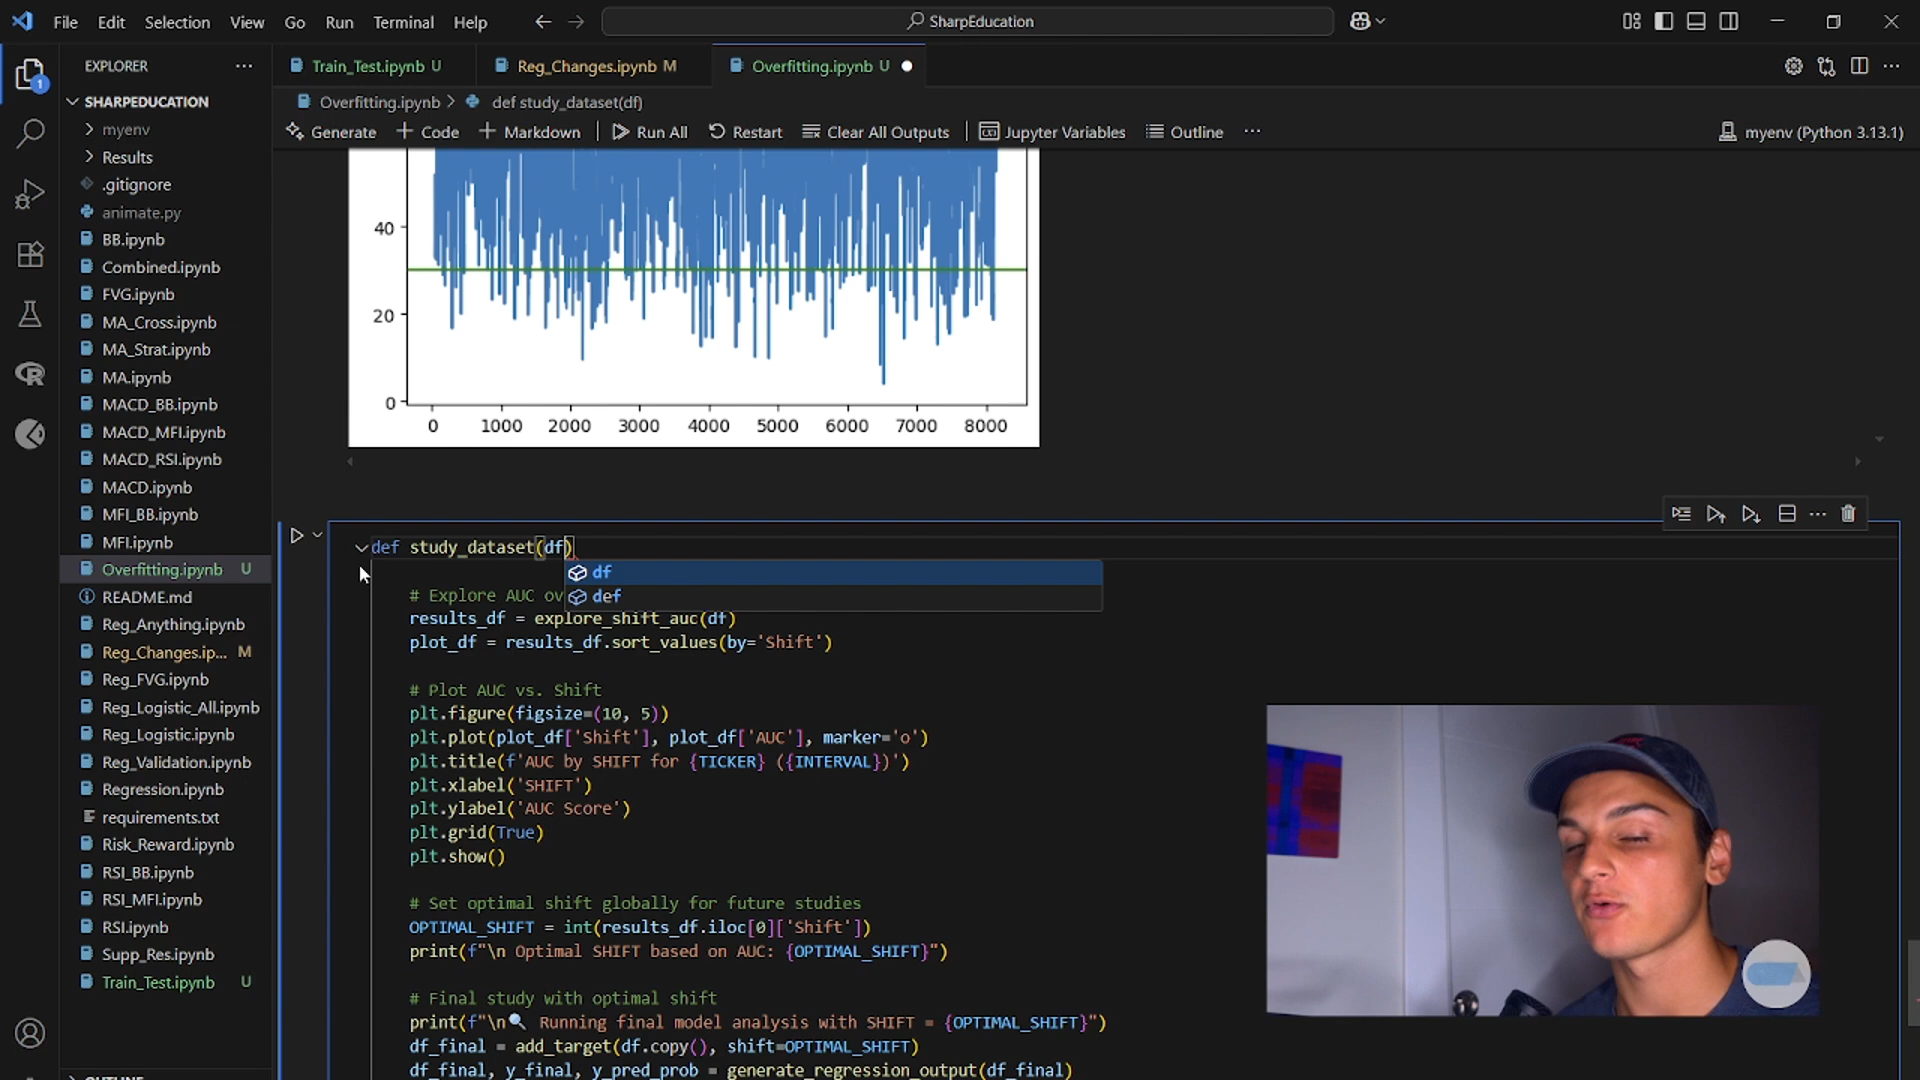 File Edit Selection View Go Run Terminal Help
SharpEducation
EXPLORER
Train_Test.ipynb U
Reg_Changes.ipynb M
Overfitting.ipynb U
SHARPEDUCATION
Overfitting.ipynb > def study_dataset(df)
Generate + Code + Markdown Run All Restart Clear All Outputs Jupyter Variables Outline ...
myenv (Python 3.13.1)
1
myenv
Results
.gitignore
animate.py
BB.ipynb
Combined.ipynb
FVG.ipynb
MA_Cross.ipynb
MA_Strat.ipynb
MA.ipynb
MACD_BB.ipynb
MACD_MFI.ipynb
MACD_RSI.ipynb
MACD.ipynb
MFI_BB.ipynb
MFI.ipynb
Overfitting.ipynb U
README.md
Reg_Anything.ipynb
Reg_Changes.ip... M
Reg_FVG.ipynb
Reg_Logistic_All.ipynb
Reg_Logistic.ipynb
Reg_Validation.ipynb
Regression.ipynb
requirements.txt
Risk_Reward.ipynb
RSI_BB.ipynb
RSI_MFI.ipynb
RSI.ipynb
Supp_Res.ipynb
Train_Test.ipynb U
40
20
0
0 1000 2000 3000 4000 5000 6000 7000 8000
def study_dataset(df)
df
def
# Explore AUC
results_df = explore_shift_auc(df)
plot_df = results_df.sort_values(by='Shift')
# Plot AUC vs. Shift
plt.figure(figsize=(10, 5))
plt.plot(plot_df['Shift'], plot_df['AUC'], marker='o')
plt.title(f'AUC by SHIFT for {TICKER} ({INTERVAL})')
plt.xlabel('SHIFT')
plt.ylabel('AUC Score')
plt.grid(True)
plt.show()
# Set optimal shift globally for future studies
OPTIMAL_SHIFT = int(results_df.iloc[0]['Shift'])
print(f"\n Optimal SHIFT based on AUC: {OPTIMAL_SHIFT}")
# Final study with optimal shift
print(f"\n🔍 Running final model analysis with SHIFT = {OPTIMAL_SHIFT}")
df_final = add_target(df.copy(), shift=OPTIMAL_SHIFT)
df_final, y_final, y_pred_prob = generate_regression_output(df_final)